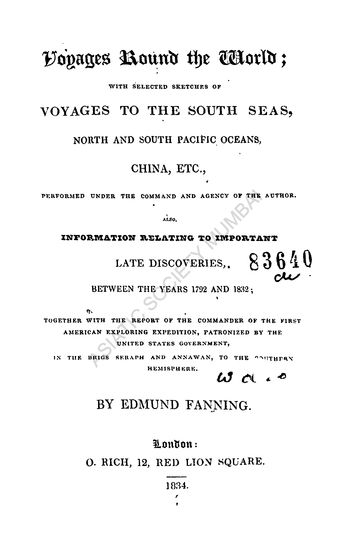 Voyages Round the World;
WITH SELECTED SKETCHES OF
VOYAGES TO THE SOUTH SEAS,
NORTH AND SOUTH PACIFIC OCEANS,
CHINA, ETC.,
PERFORMED UNDER THE COMMAND AND AGENCY OF THE AUTHOR.
ALSO,
INFORMATION RELATING TO IMPORTANT
LATE DISCOVERIES,
83640
BETWEEN THE YEARS 1792 AND 1832;
TOGETHER WITH THE REPORT OF THE COMMANDER OF THE FIRST
AMERICAN EXPLORING EXPEDITION, PATRONIZED BY THE
UNITED STATES GOVERNMENT,
IN THE BRIGS SERAPH AND ANNAWAN, TO THE SOUTHERN
HEMISPHERE.
BY EDMUND FANNING.
London:
O. RICH, 12, RED LION SQUARE.
1834.
ASIATIC SOCIETY MUMBAI